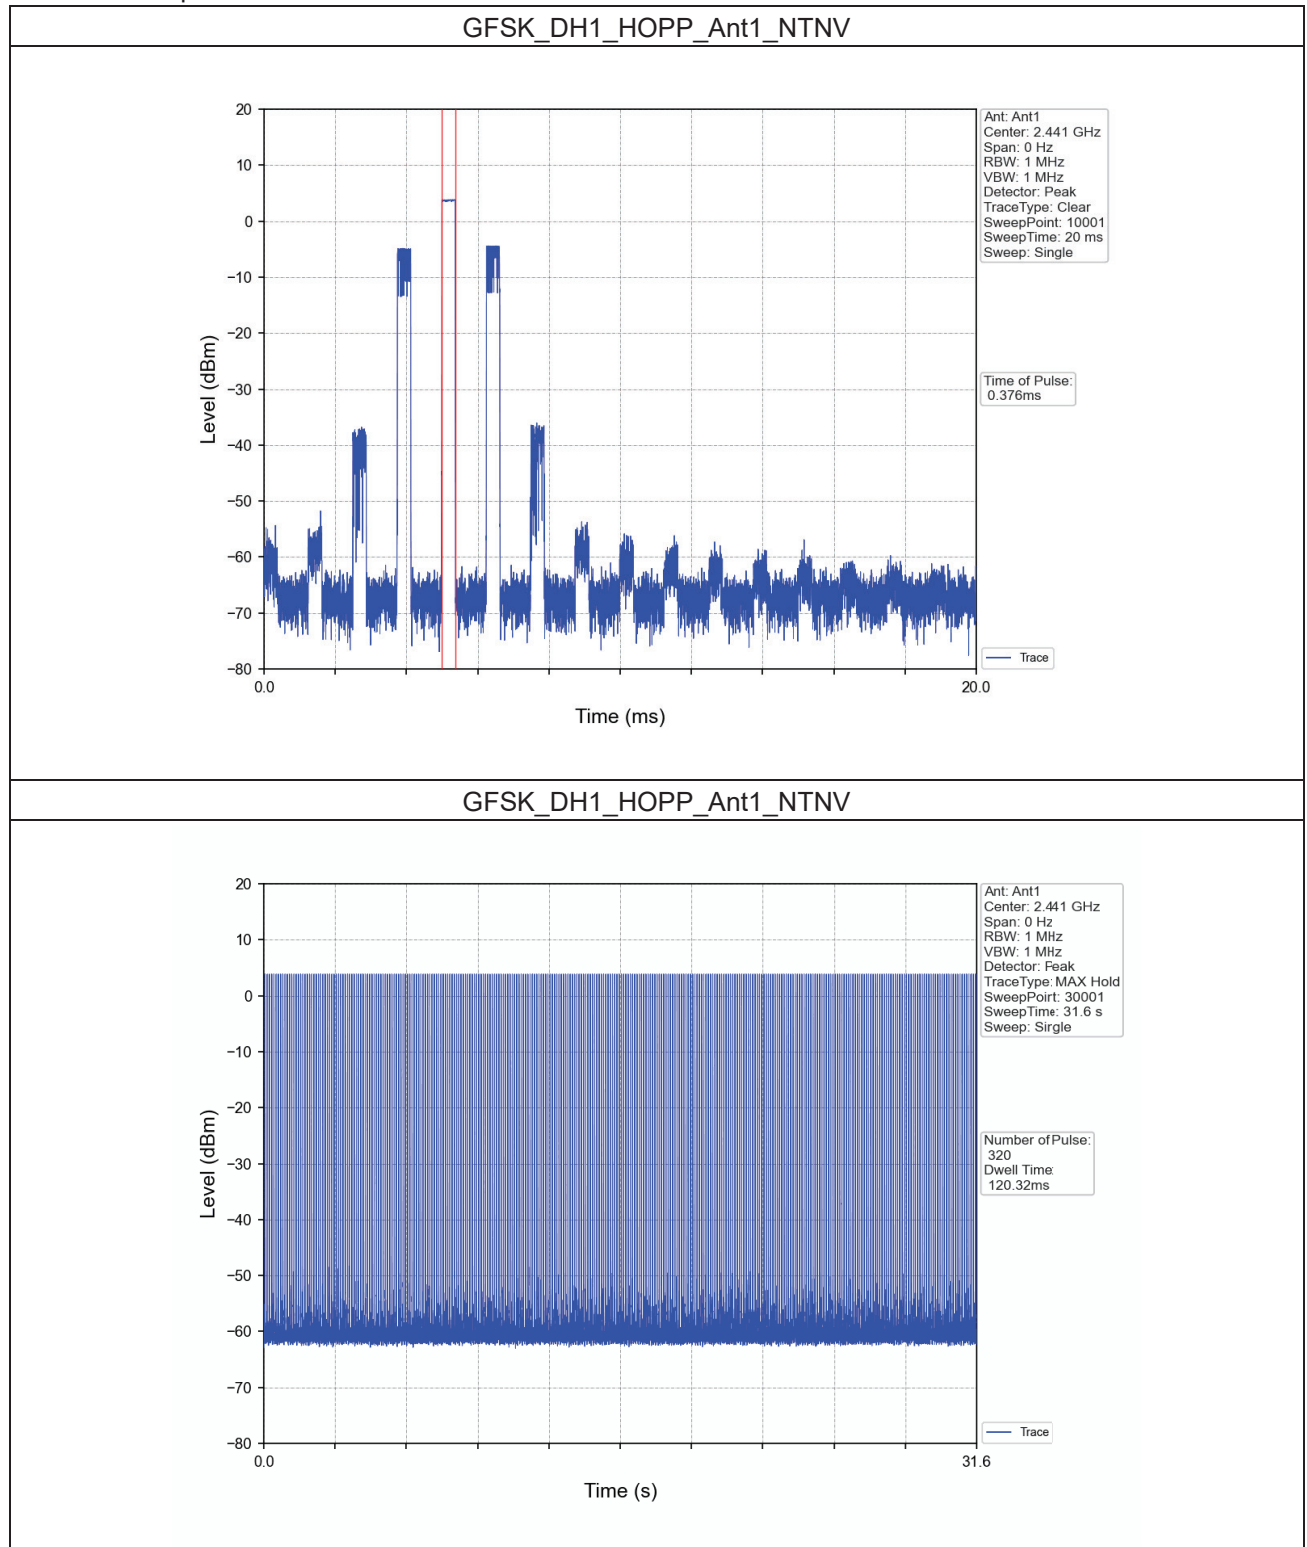 GFSK_DH1_HOPP_Ant1_NTNV
20
10
0
−10
−20
−30
−40
−50
−60
−70
−80
Level (dBm)
0.0
20.0
Time (ms)
Ant: Ant1
Center: 2.441 GHz
Span: 0 Hz
RBW: 1 MHz
VBW: 1 MHz
Detector: Peak
TraceType: Clear
SweepPoint: 10001
SweepTime: 20 ms
Sweep: Single
Time of Pulse:
0.376ms
Trace
GFSK_DH1_HOPP_Ant1_NTNV
20
10
0
−10
−20
−30
−40
−50
−60
−70
−80
Level (dBm)
0.0
31.6
Time (s)
Ant: Ant1
Center: 2.441 GHz
Span: 0 Hz
RBW: 1 MHz
VBW: 1 MHz
Detector: Peak
TraceType: MAX Hold
SweepPoint: 30001
SweepTime: 31.6 s
Sweep: Single
Number of Pulse:
320
Dwell Time:
120.32ms
Trace